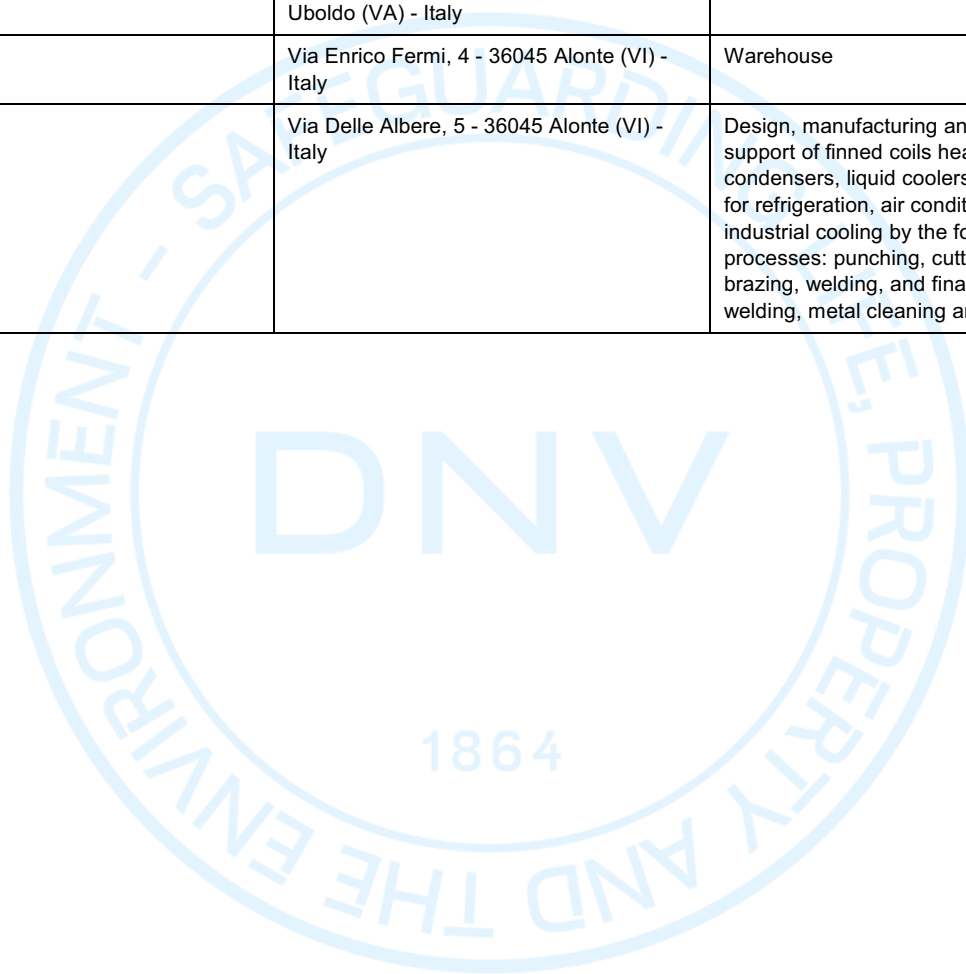 Uboldo (VA) - Italy
Via Enrico Fermi, 4 - 36045 Alonte (VI) -
Italy
Warehouse
Via Delle Albere, 5 - 36045 Alonte (VI) -
Italy
Design, manufacturing an
support of finned coils hea
condensers, liquid coolers
for refrigeration, air condit
industrial cooling by the fo
processes: punching, cutt
brazing, welding, and fina
welding, metal cleaning a
SAFEGUARDING LIFE, PROPERTY AND THE ENVIRONMENT -
DNV
1864